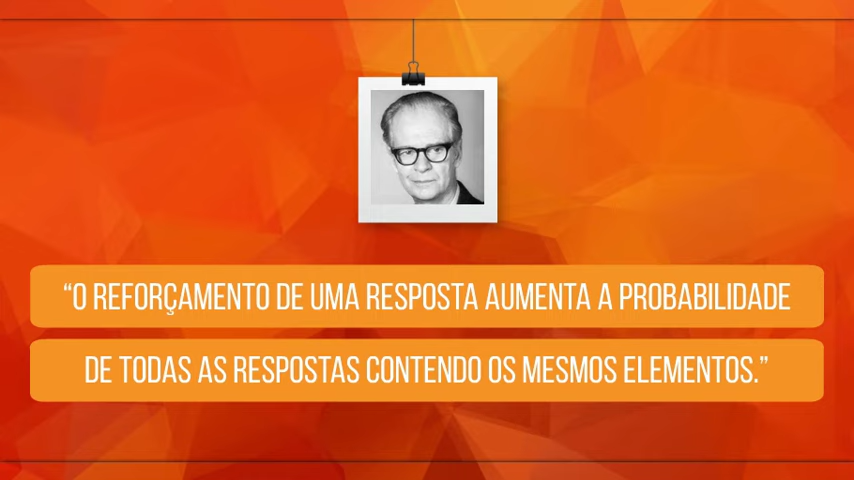 “O REFORÇAMENTO DE UMA RESPOSTA AUMENTA A PROBABILIDADE
DE TODAS AS RESPOSTAS CONTENDO OS MESMOS ELEMENTOS.”